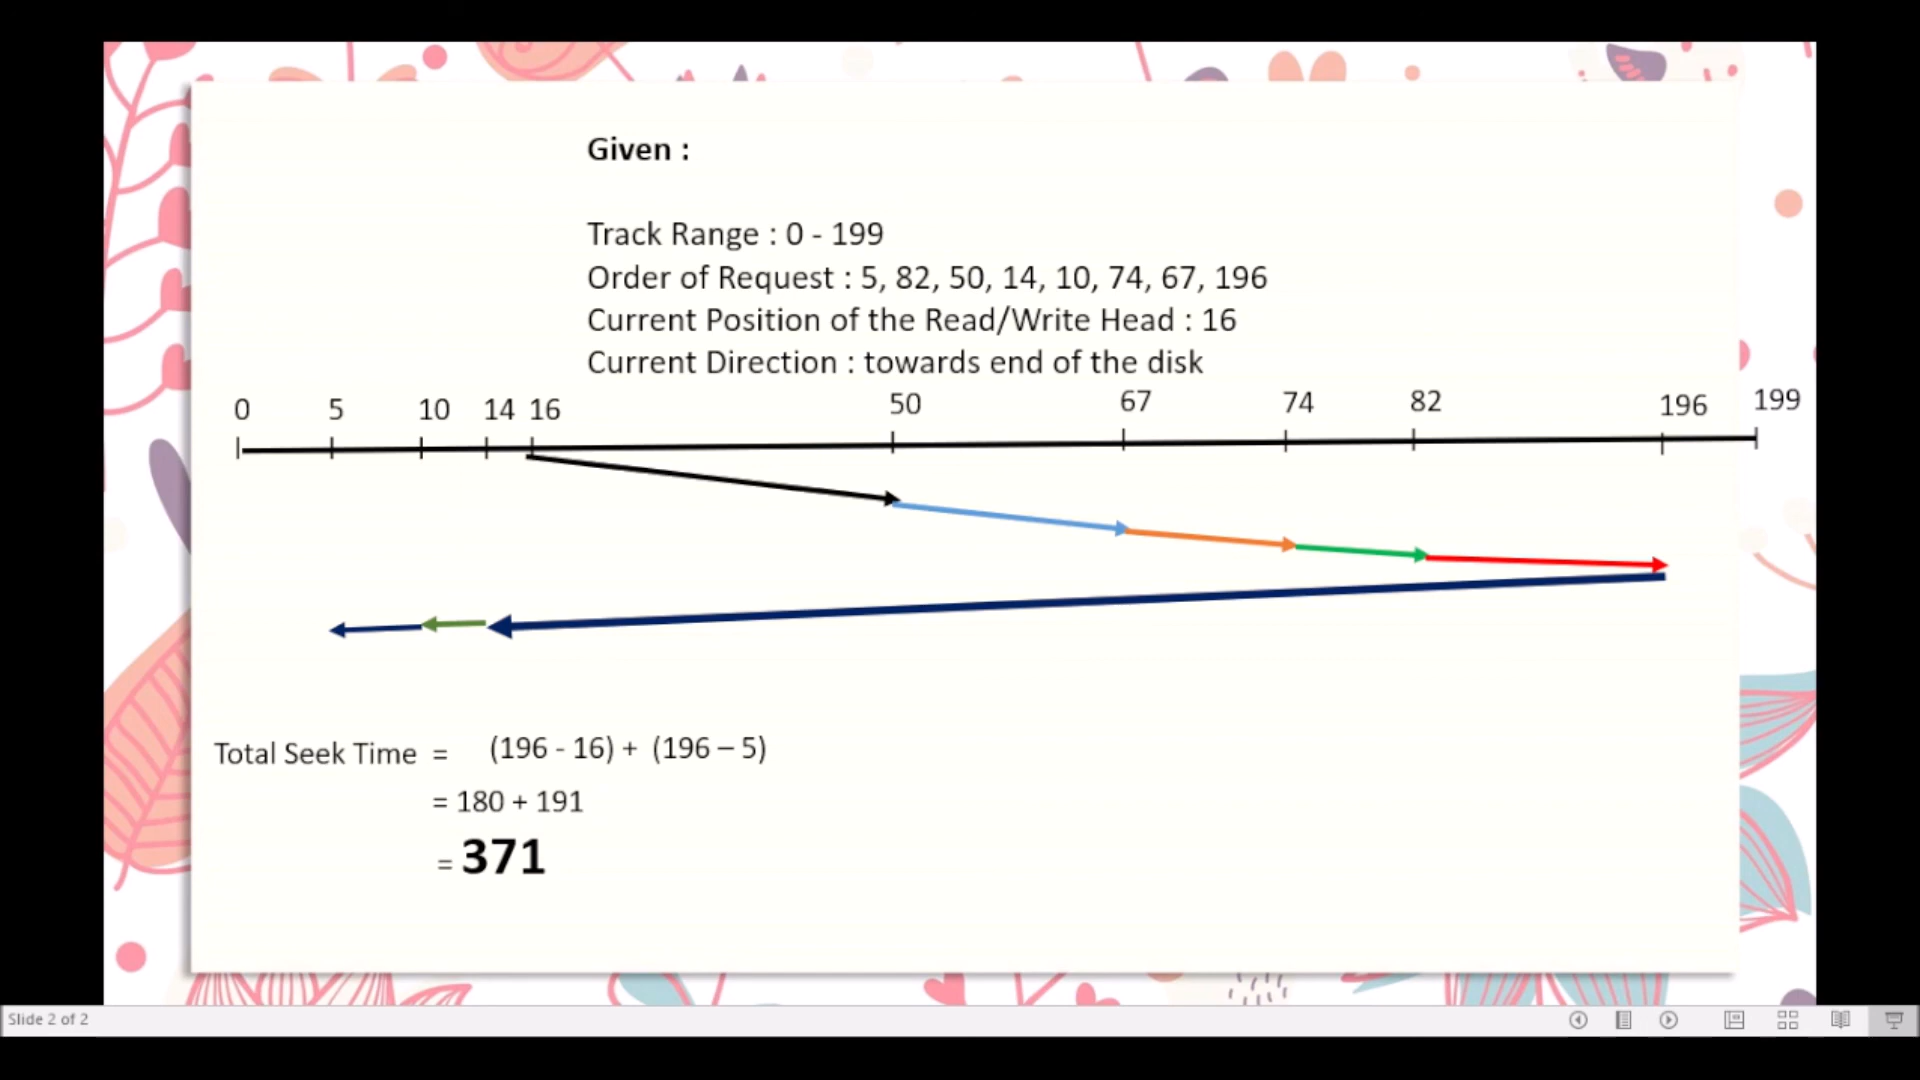 Given :
Track Range : 0 - 199
Order of Request : 5, 82, 50, 14, 10, 74, 67, 196
Current Position of the Read/Write Head : 16
Current Direction : towards end of the disk
0 5 10 14 16 50 67 74 82 196 199
Total Seek Time = (196 - 16) + (196 – 5)
= 180 + 191
= 371
Slide 2 of 2